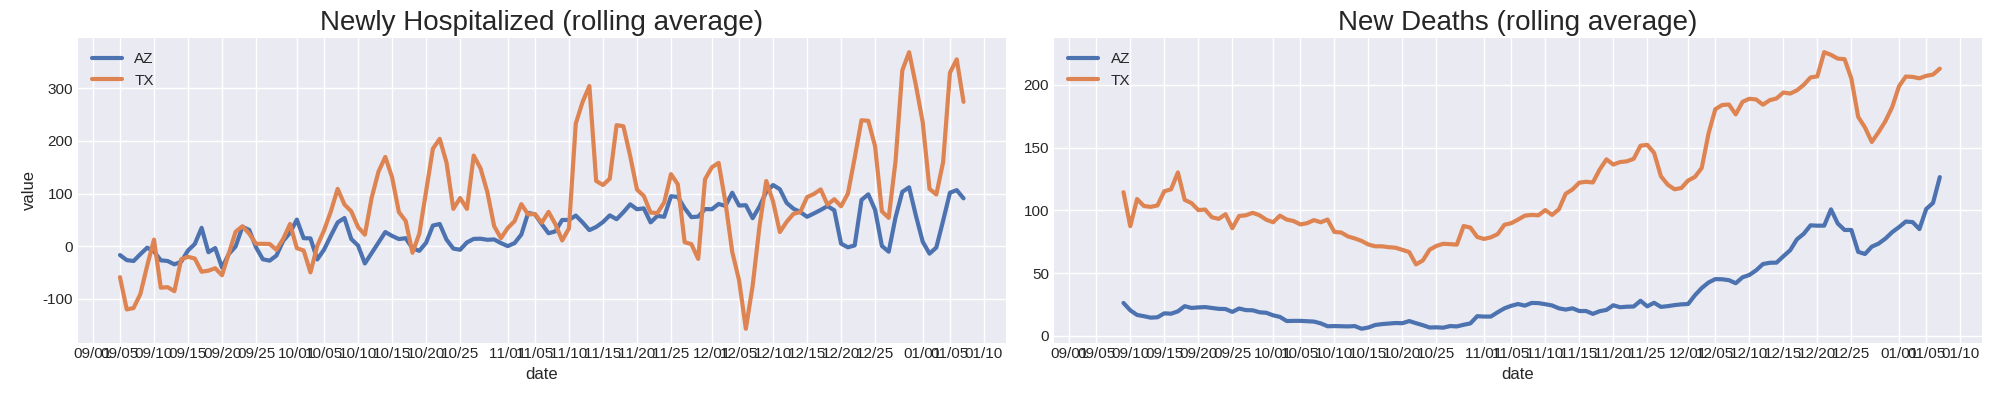 Newly Hospitalized (rolling average)
AZ
TX
300
200
100
0
-100
value
09/01 09/05 09/10 09/15 09/20 09/25 10/01 10/05 10/10 10/15 10/20 10/25 11/01 11/05 11/10 11/15 11/20 11/25 12/01 12/05 12/10 12/15 12/20 12/25 01/01 01/05 01/10
date
New Deaths (rolling average)
AZ
TX
200
150
100
50
0
09/01 09/05 09/10 09/15 09/20 09/25 10/01 10/05 10/10 10/15 10/20 10/25 11/01 11/05 11/10 11/15 11/20 11/25 12/01 12/05 12/10 12/15 12/20 12/25 01/01 01/05 01/10
date